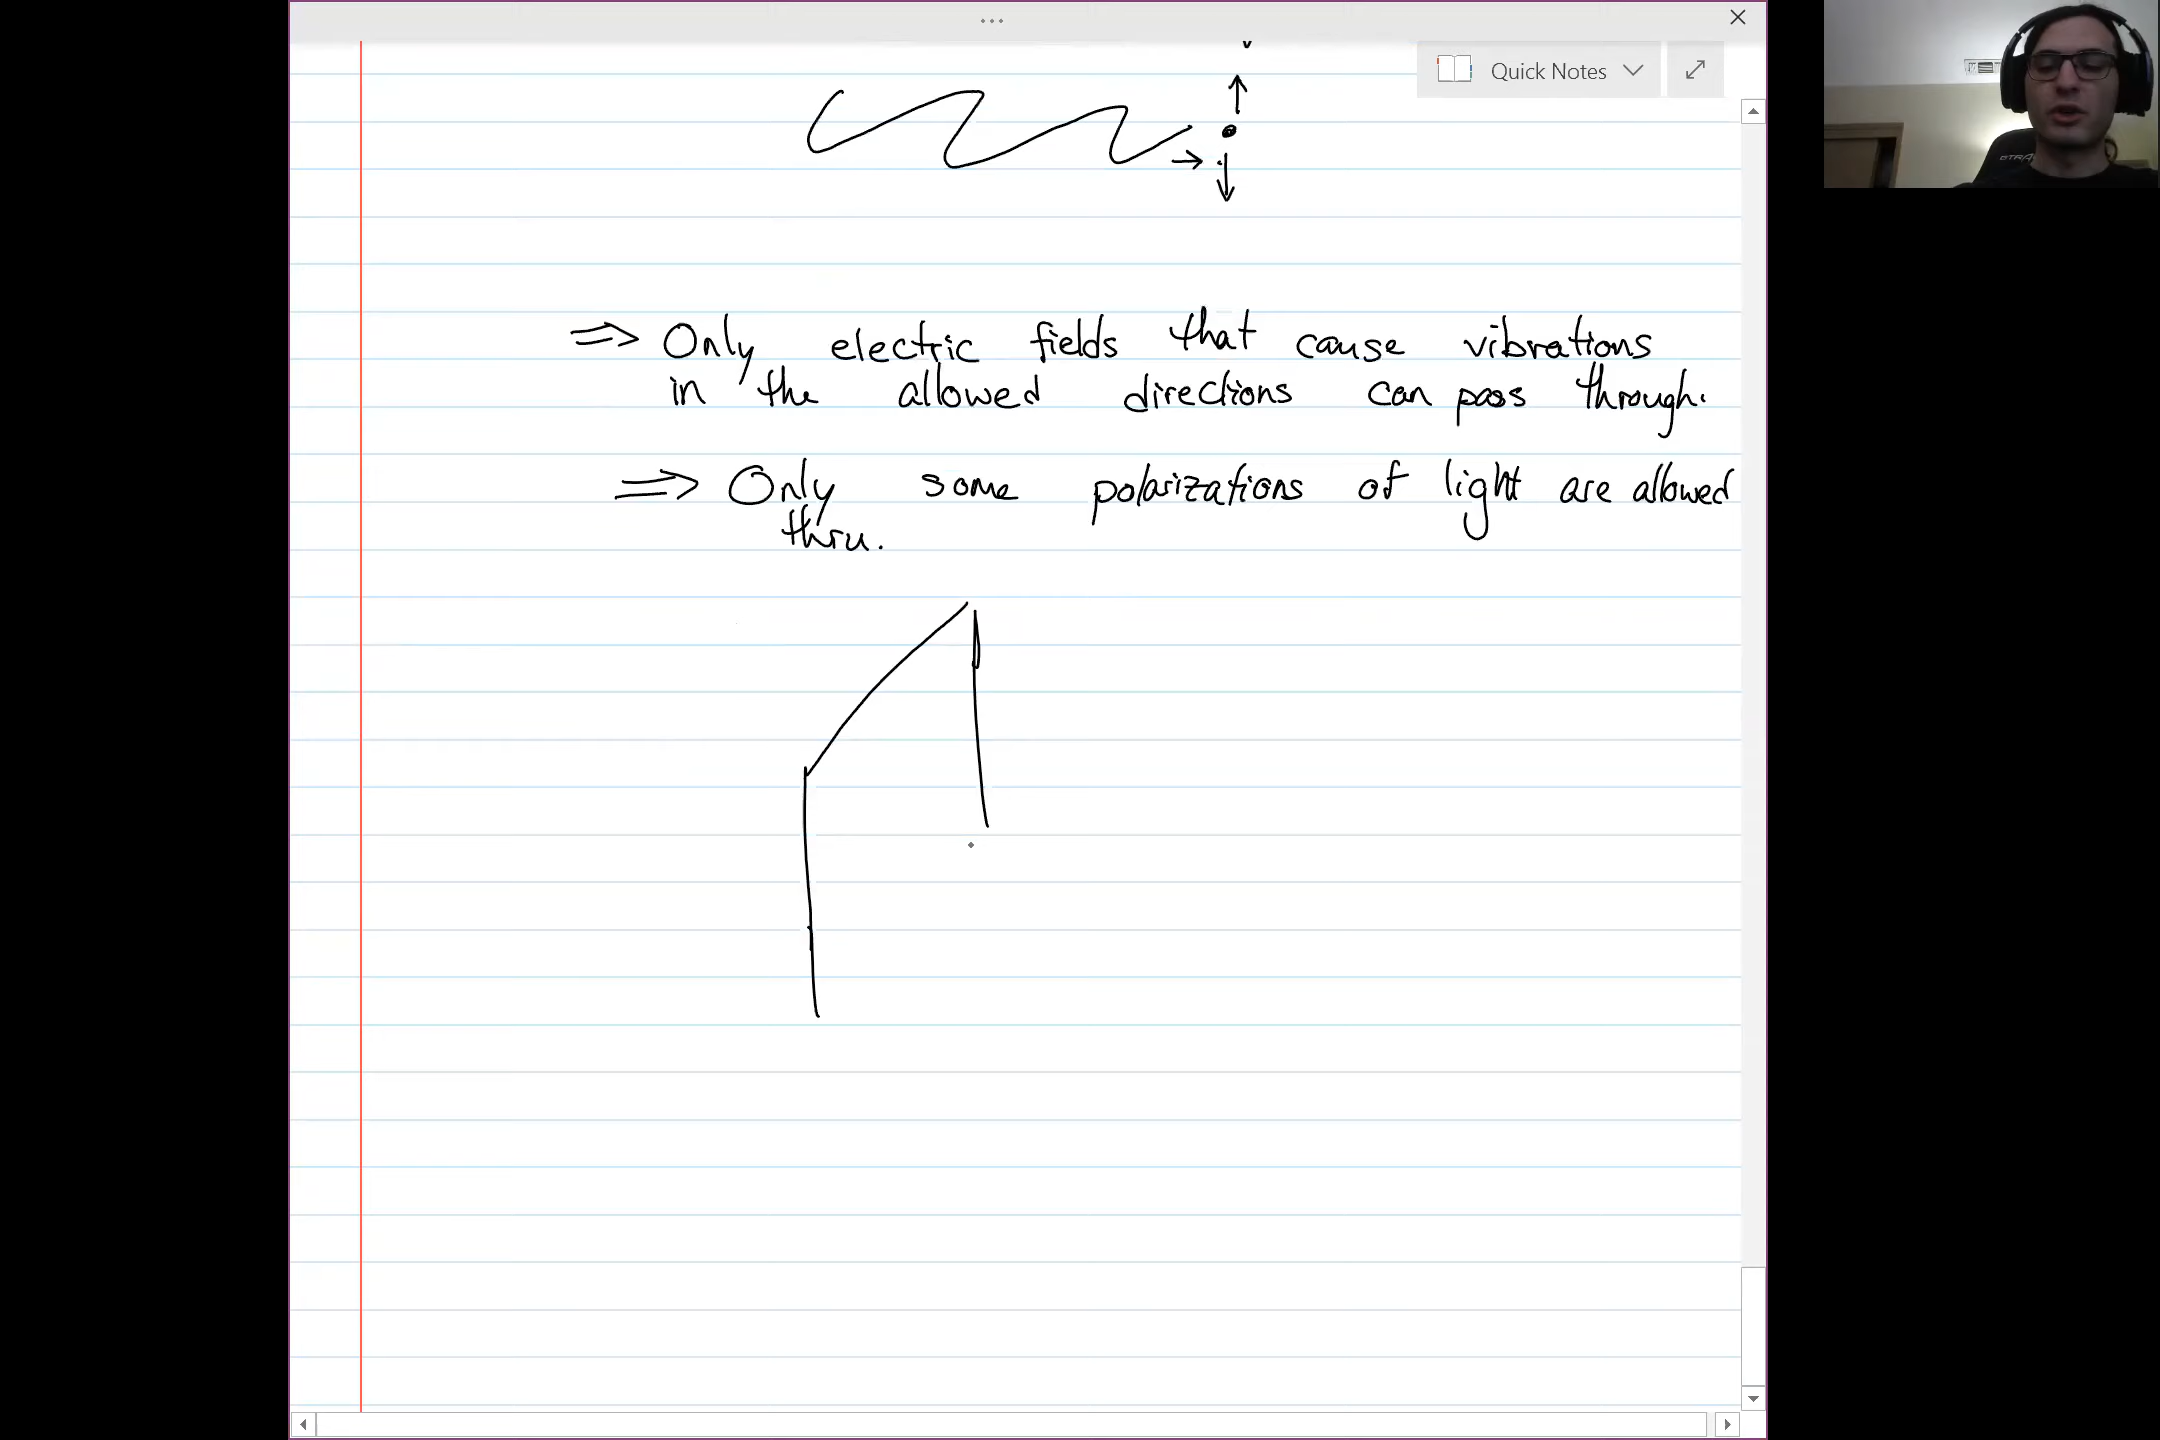 Quick Notes
⇒ Only electric fields that cause vibrations
in the allowed directions can pass through.
⇒ Only some polarizations of light are allowed
thru.